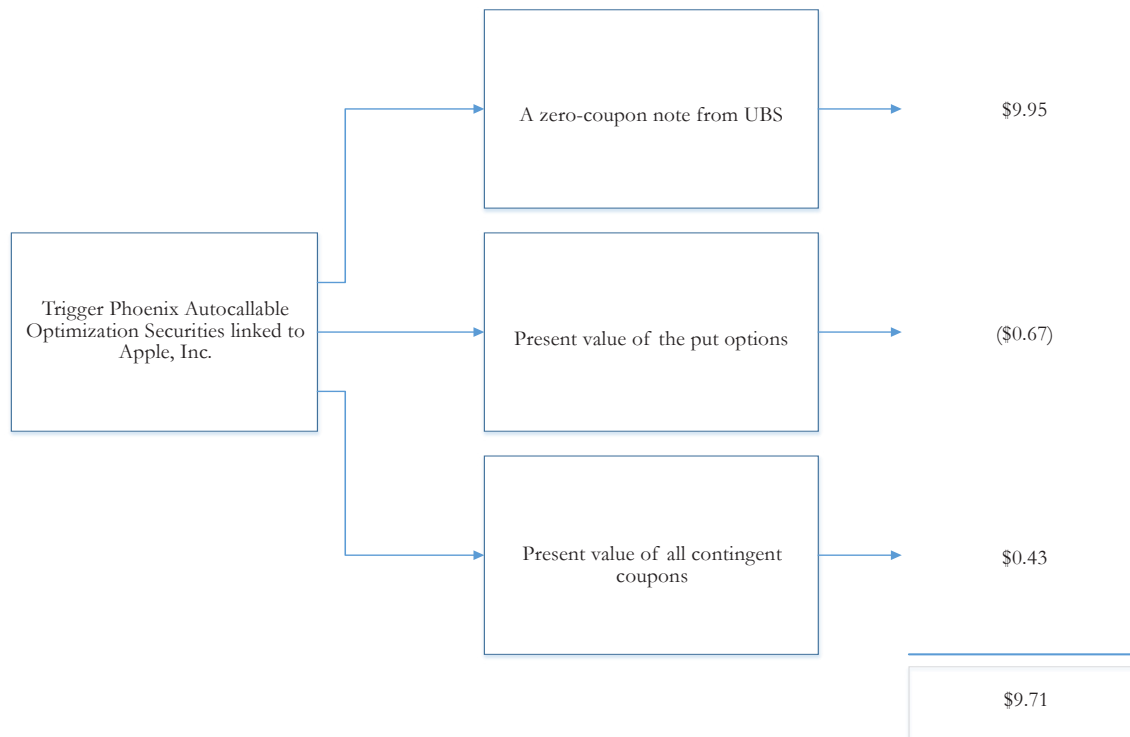 A zero-coupon note from UBS
$9.95
Trigger Phoenix Autocallable
Optimization Securities linked to
Apple, Inc.
Present value of the put options
($0.67)
Present value of all contingent
coupons
$0.43
$9.71